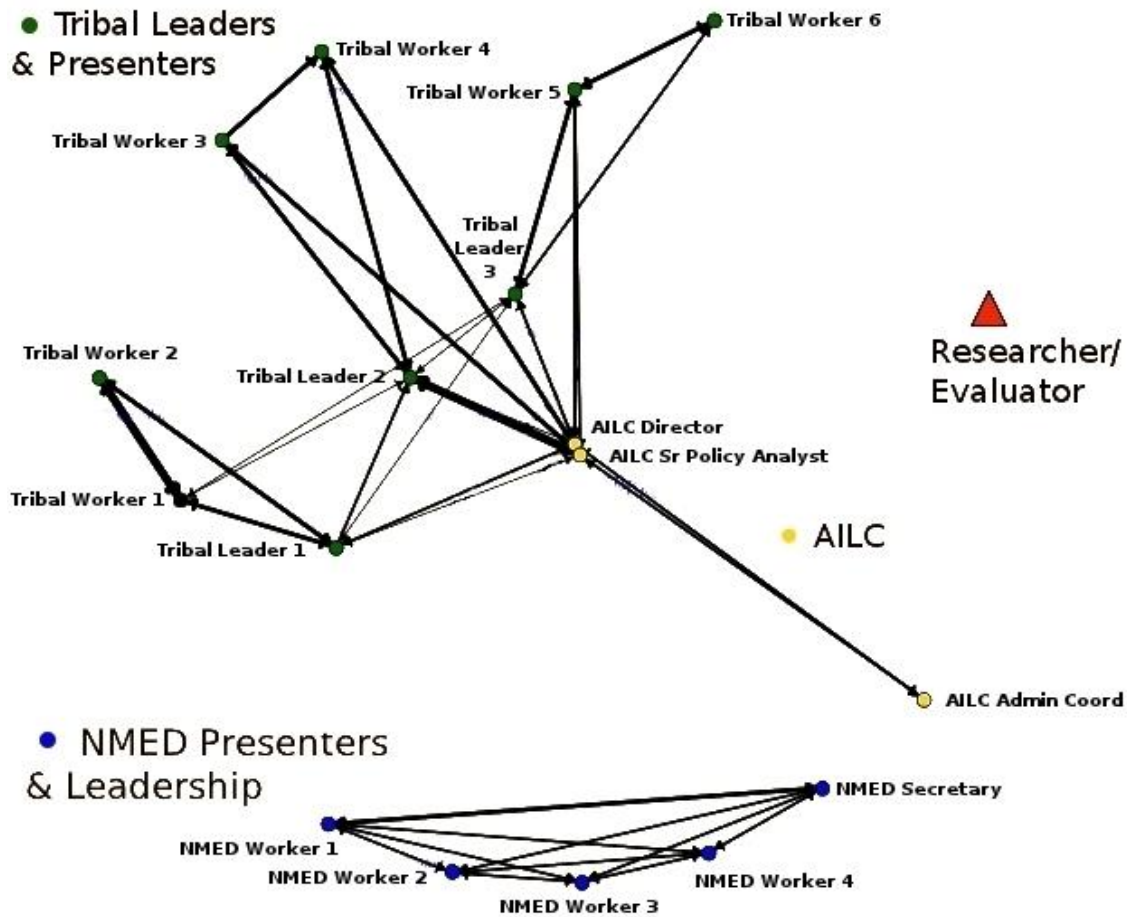 Tribal Leaders
& Presenters
Tribal Worker 6
Tribal Worker 4
Tribal Worker 5
Tribal Worker 3
Tribal
Leader
3
Researcher/
Evaluator
Tribal Worker 2
Tribal Leader 2
AILC Director
AILC Sr Policy Analyst
Tribal Worker 1
AILC
Tribal Leader 1
AILC Admin Coord
NMED Presenters
& Leadership
NMED Secretary
NMED Worker 1
NMED Worker 2
NMED Worker 4
NMED Worker 3